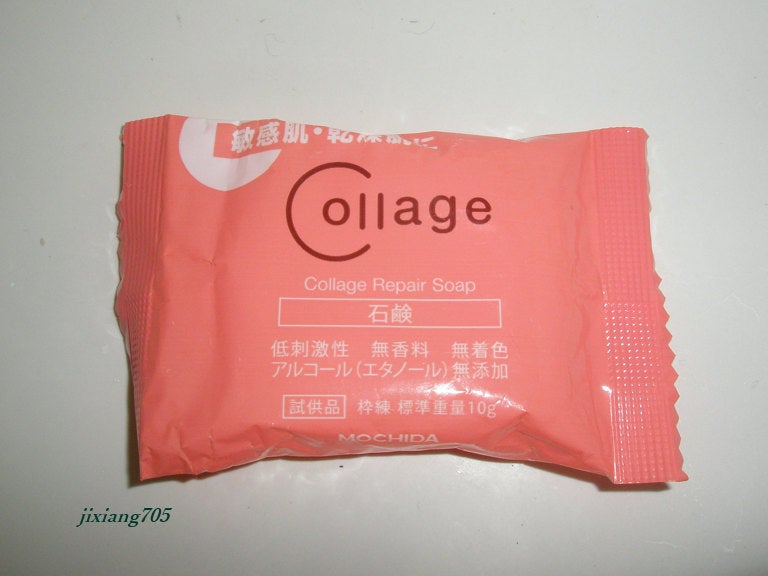 敏感肌・乾燥肌に
Collage
Collage Repair Soap
石鹸
低刺激性 無香料 無着色
アルコール(エタノール)無添加
試供品 枠練 標準重量10g
MOCHIDA
jixiang705